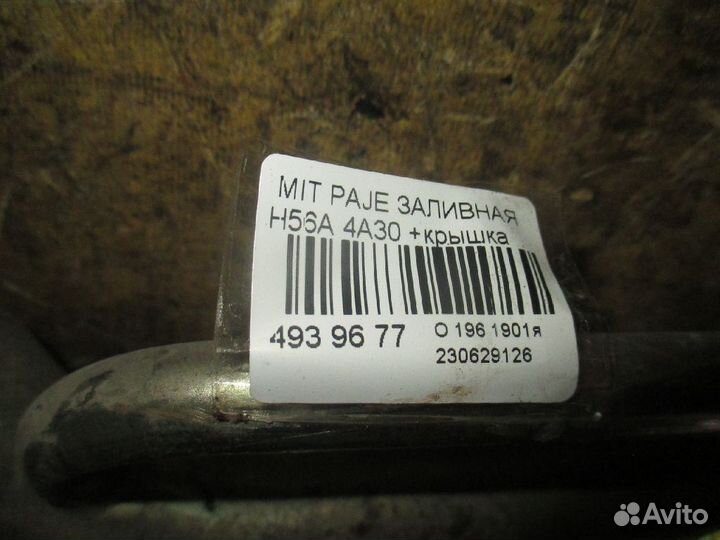 MIT PAJE ЗАЛИВНАЯ
H56A 4A30 +крышка
493 96 77
О 196 1901я
230629126
Avito